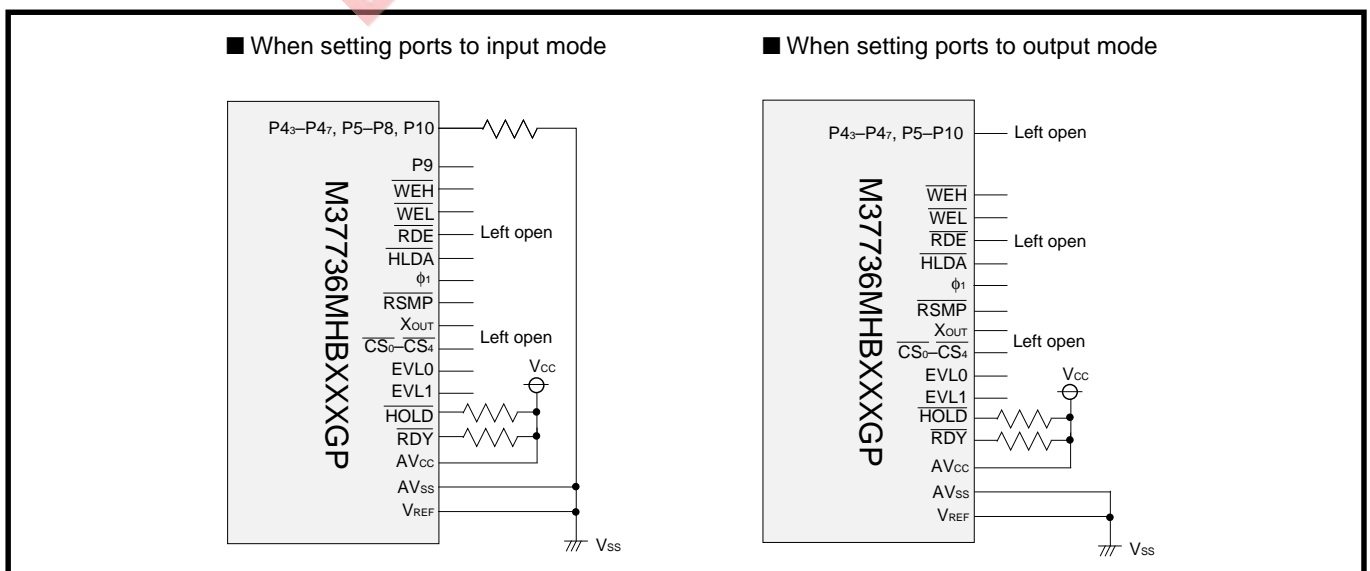 ■ When setting ports to input mode
P43–P47, P5–P8, P10
P9
WEH
WEL
RDE
Left open
HLDA
ϕ1
RSMP
XOUT
CS0–CS4
Left open
EVL0
VCC
EVL1
HOLD
RDY
AVCC
AVSS
VREF
VSS
M37736MHBXXXGP
■ When setting ports to output mode
P43–P47, P5–P10
Left open
WEH
WEL
RDE
Left open
HLDA
ϕ1
RSMP
XOUT
CS0–CS4
Left open
EVL0
VCC
EVL1
HOLD
RDY
AVCC
AVSS
VREF
VSS
M37736MHBXXXGP